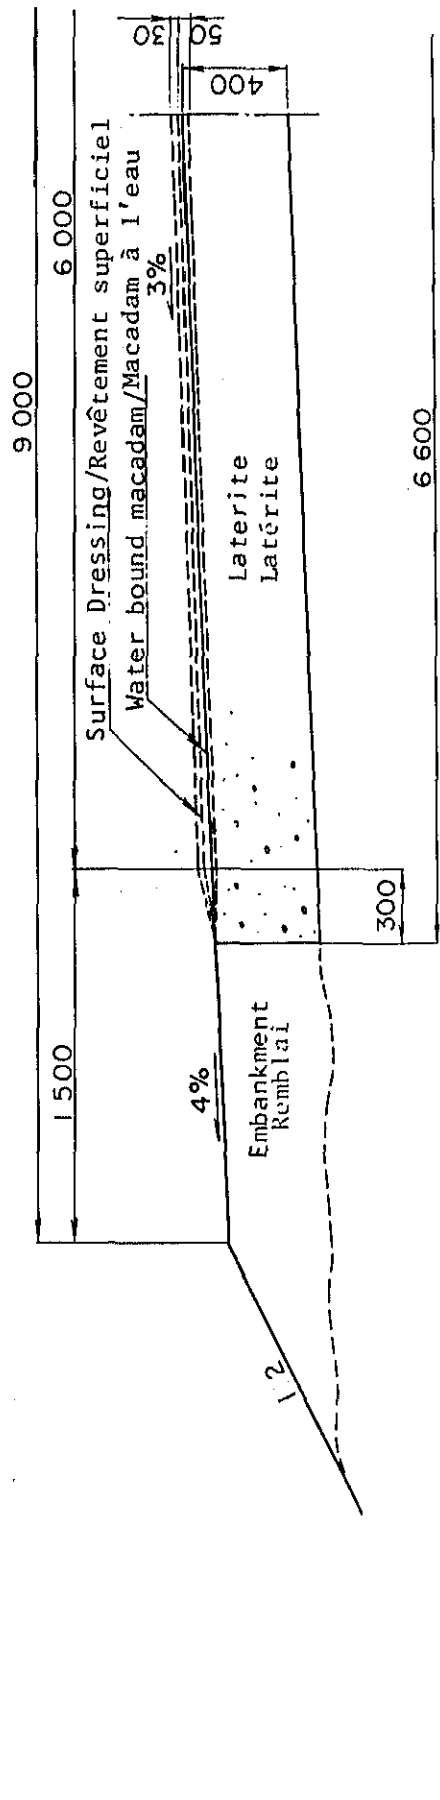 9 000
1 500
6 000
Surface Dressing/Revêtement superficiel
Water bound macadam/Macadam à l'eau
30
50
3%
4%
400
Laterite
Latérite
Embankment
Remblai
1 2
300
6 600